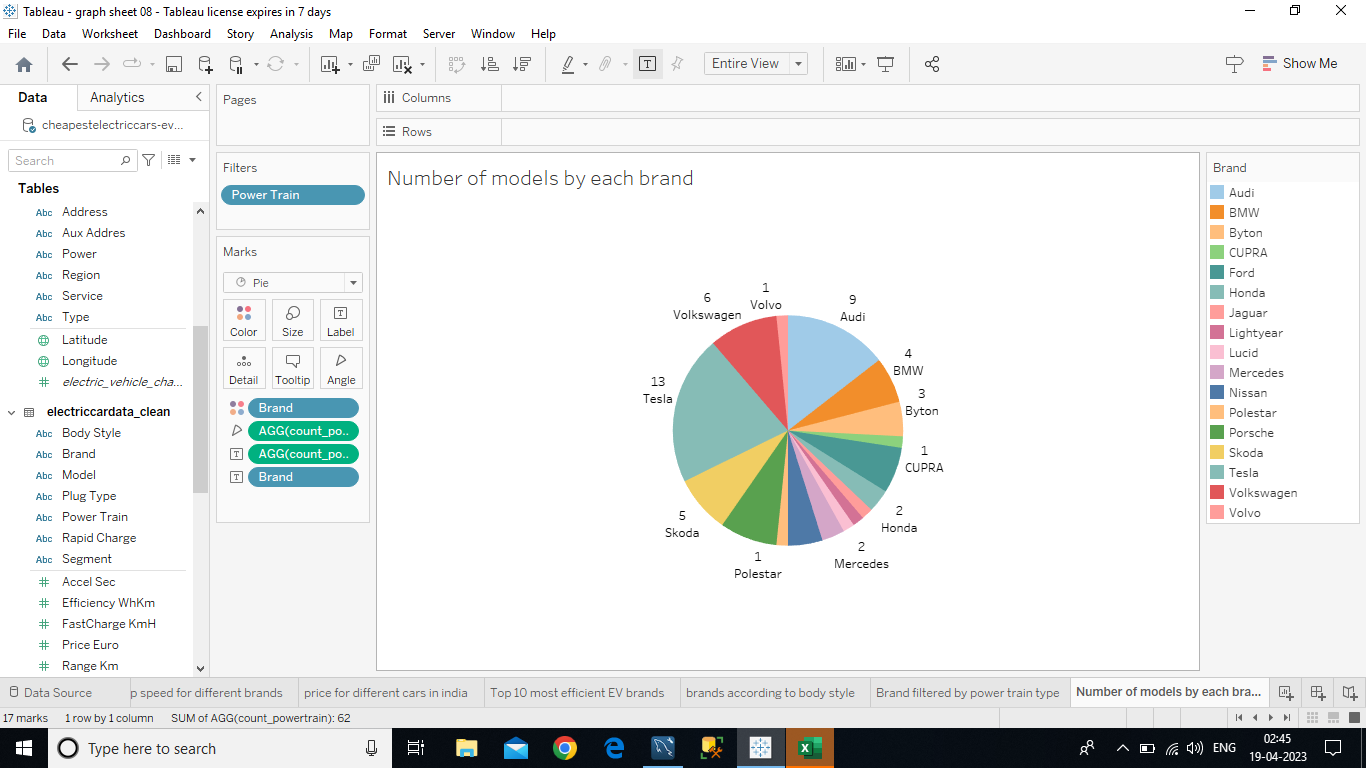 Tableau - graph sheet 08 - Tableau license expires in 7 days
File Data Worksheet Dashboard Story Analysis Map Format Server Window Help
Entire View
Show Me
Data Analytics
cheapestelectriccars-ev...
Search
Tables
Abc Address
Abc Aux Addres
Abc Power
Abc Region
Abc Service
Abc Type
Latitude
Longitude
electric_vehicle_cha...
electriccardata_clean
Abc Body Style
Abc Brand
Abc Model
Abc Plug Type
Abc Power Train
Abc Rapid Charge
Abc Segment
Accel Sec
Efficiency WhKm
FastCharge KmH
Price Euro
Range Km
Pages
Filters
Power Train
Marks
Pie
Color Size Label
Detail Tooltip Angle
Brand
AGG(count_po..
AGG(count_po..
Brand
Columns
Rows
Number of models by each brand
9
Audi
4
BMW
3
Byton
1
CUPRA
2
Honda
2
Mercedes
1
Polestar
5
Skoda
13
Tesla
6
Volkswagen
1
Volvo
Brand
Audi
BMW
Byton
CUPRA
Ford
Honda
Jaguar
Lightyear
Lucid
Mercedes
Nissan
Polestar
Porsche
Skoda
Tesla
Volkswagen
Volvo
Data Source p speed for different brands price for different cars in india Top 10 most efficient EV brands brands according to body style Brand filtered by power train type Number of models by each bra...
17 marks 1 row by 1 column SUM of AGG(count_powertrain): 62
Type here to search
ENG
02:45
19-04-2023